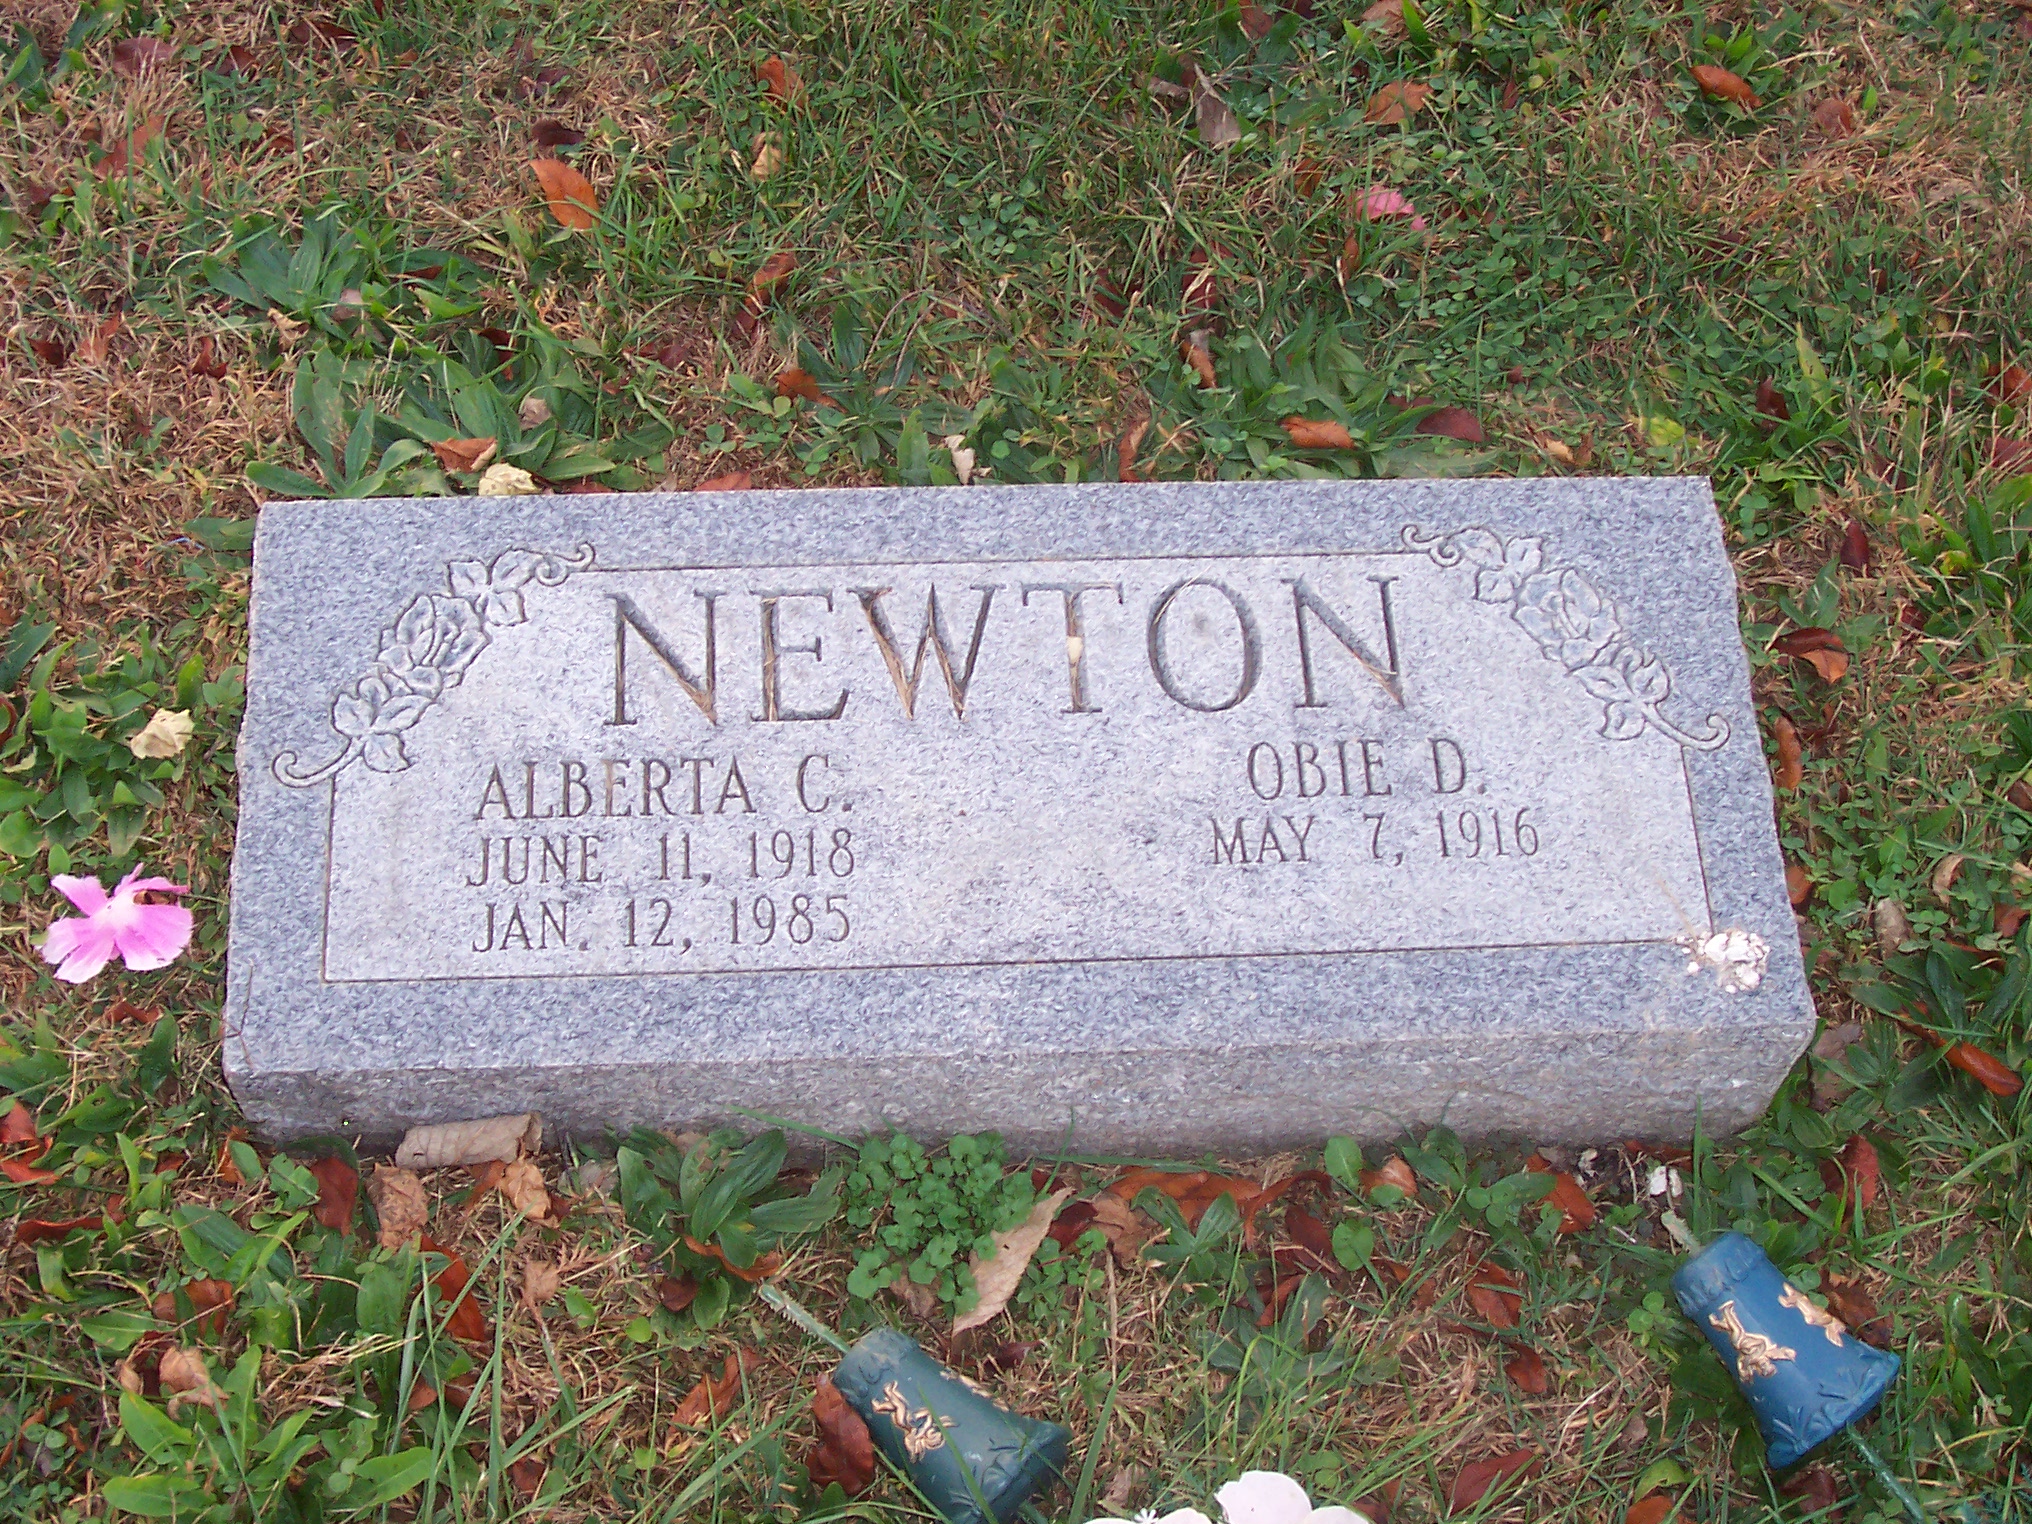 NEWTON
ALBERTA C.
JUNE 11, 1918
JAN. 12, 1985
OBIE D.
MAY 7, 1916